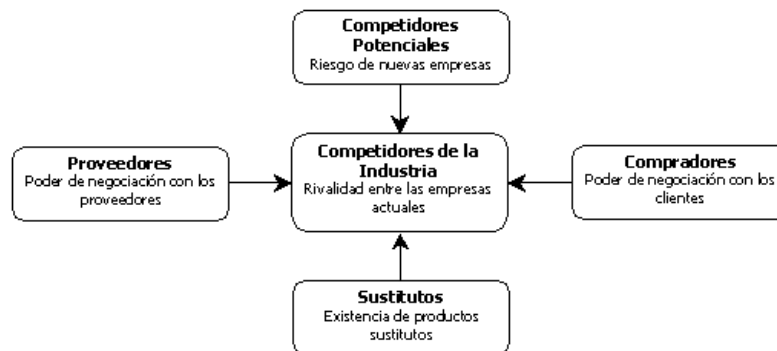 Competidores
Potenciales
Riesgo de nuevas empresas
Proveedores
Poder de negociación con los
proveedores
Competidores de la
Industria
Rivalidad entre las empresas
actuales
Compradores
Poder de negociación con los
clientes
Sustitutos
Existencia de productos
sustitutos